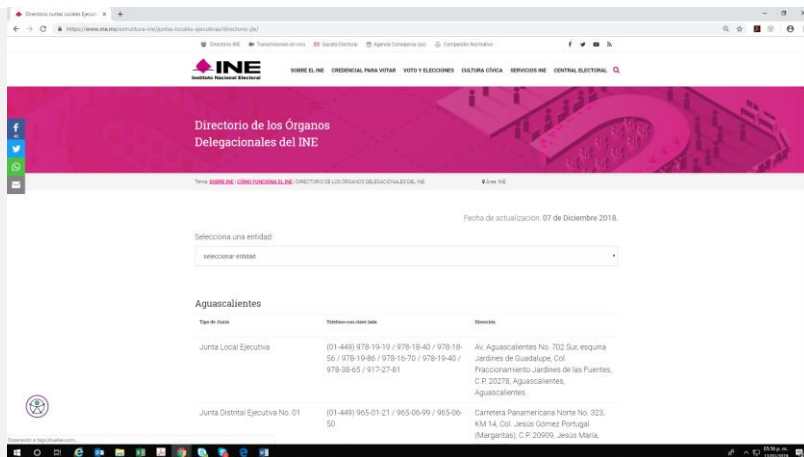 Directorio Juntas Locales Ejecuti
https://www.ine.mx/estructura-ine/juntas-locales-ejecutivas/directorio-jle/
Directorio INE Transmisiones en vivo Gaceta Electoral Agenda Consejeros (as) Compendio Normativo
INE
Instituto Nacional Electoral
SOBRE EL INE CREDENCIAL PARA VOTAR VOTO Y ELECCIONES CULTURA CÍVICA SERVICIOS INE CENTRAL ELECTORAL
Directorio de los Órganos
Delegacionales del INE
Tema: SOBRE INE | CÓMO FUNCIONA EL INE | DIRECTORIO DE LOS ÓRGANOS DELEGACIONALES DEL INE Área: INE
Fecha de actualización: 07 de Diciembre 2018.
Selecciona una entidad:
seleccionar entidad
Aguascalientes
Tipo de Junta Teléfono con clave lada Dirección
Junta Local Ejecutiva (01-449) 978-19-19 / 978-18-40 / 978-18- Av. Aguascalientes No. 702 Sur, esquina
56 / 978-19-86 / 978-16-70 / 978-19-40 / Jardines de Guadalupe, Col.
978-38-65 / 917-27-81 Fraccionamiento Jardines de las Fuentes,
C.P. 20278, Aguascalientes,
Aguascalientes.
Junta Distrital Ejecutiva No. 01 (01-449) 965-01-21 / 965-06-99 / 965-06- Carretera Panamericana Norte No. 323,
50 KM 14, Col. Jesús Gómez Portugal
(Margaritas), C.P. 20909, Jesús María,
05:50 p. m.